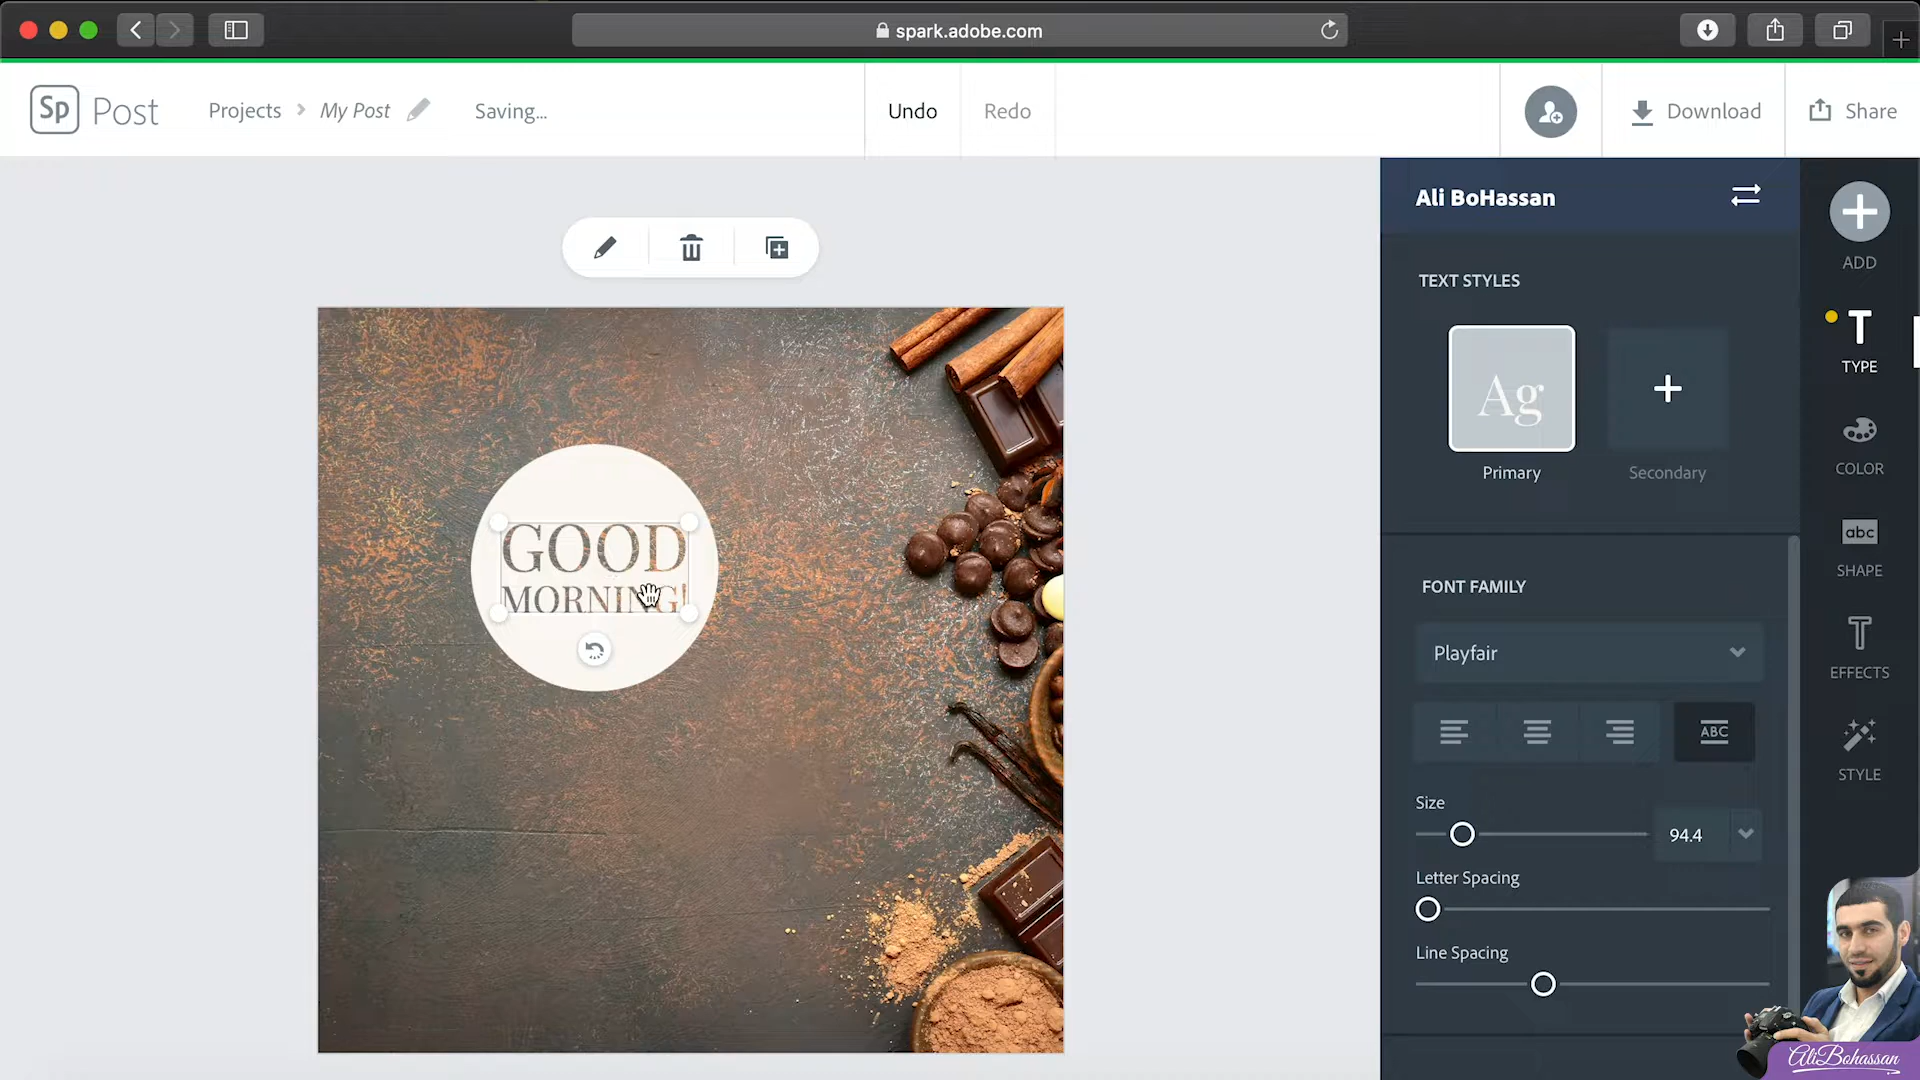 spark.adobe.com
Sp Post
Projects > My Post
Saving...
Undo
Redo
Download
Share
Ali BoHassan
TEXT STYLES
Ag
Primary
+
Secondary
ADD
TYPE
COLOR
abc
SHAPE
EFFECTS
STYLE
GOOD
MORNING!
FONT FAMILY
Playfair
ABC
Size
94.4
Letter Spacing
Line Spacing
AliBohassan